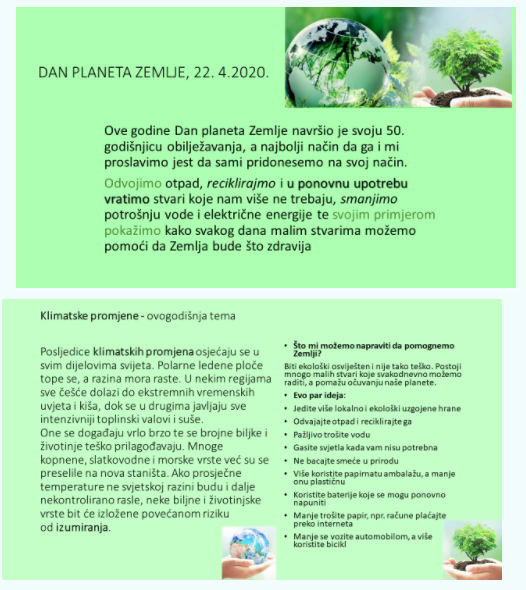 DAN PLANETA ZEMLJE, 22. 4.2020.
Ove godine Dan planeta Zemlje navršio je svoju 50.
godišnjicu obilježavanja, a najbolji način da ga i mi
proslavimo jest da sami pridonesemo na svoj način.
Odvojimo otpad, reciklirajmo i u ponovnu upotrebu
vratimo stvari koje nam više ne trebaju, smanjimo
potrošnju vode i električne energije te svojim primjerom
pokažimo kako svakog dana malim stvarima možemo
pomoći da Zemlja bude što zdravija
Klimatske promjene - ovogodišnja tema
Posljedice klimatskih promjena osjećaju se u
svim dijelovima svijeta. Polarne ledene ploče
tope se, a razina mora raste. U nekim regijama
sve češće dolazi do ekstremnih vremenskih
uvjeta i kiša, dok se u drugima javljaju sve
intenzivniji toplinski valovi i suše.
One se događaju vrlo brzo te se brojne biljke i
životinje teško prilagođavaju. Mnoge
kopnene, slatkovodne i morske vrste već su se
preselile na nova staništa. Ako prosječne
temperature ne svjetskoj razini budu i dalje
nekontrolirano rasle, neke biljne i životinjske
vrste bit će izložene povećanom riziku
od izumiranja.
• Što mi možemo napraviti da pomognemo
Zemlji?
Biti ekološki osviješten i nije tako teško. Postoji
mnogo malih stvari koje svakodnevno možemo
raditi, a pomažu očuvanju naše planete.
• Evo par ideja:
• Jedite više lokalno i ekološki uzgojene hrane
• Odvajajte otpad i reciklirajte ga
• Pažljivo trošite vodu
• Gasite svjetla kada vam nisu potrebna
• Ne bacajte smeće u prirodu
• Više koristite papirnatu ambalažu, a manje
onu plastičnu
• Koristite baterije koje se mogu ponovno
napuniti
• Manje trošite papir, npr. račune plaćajte
preko interneta
• Manje se vozite automobilom, a više
koristite bicikl